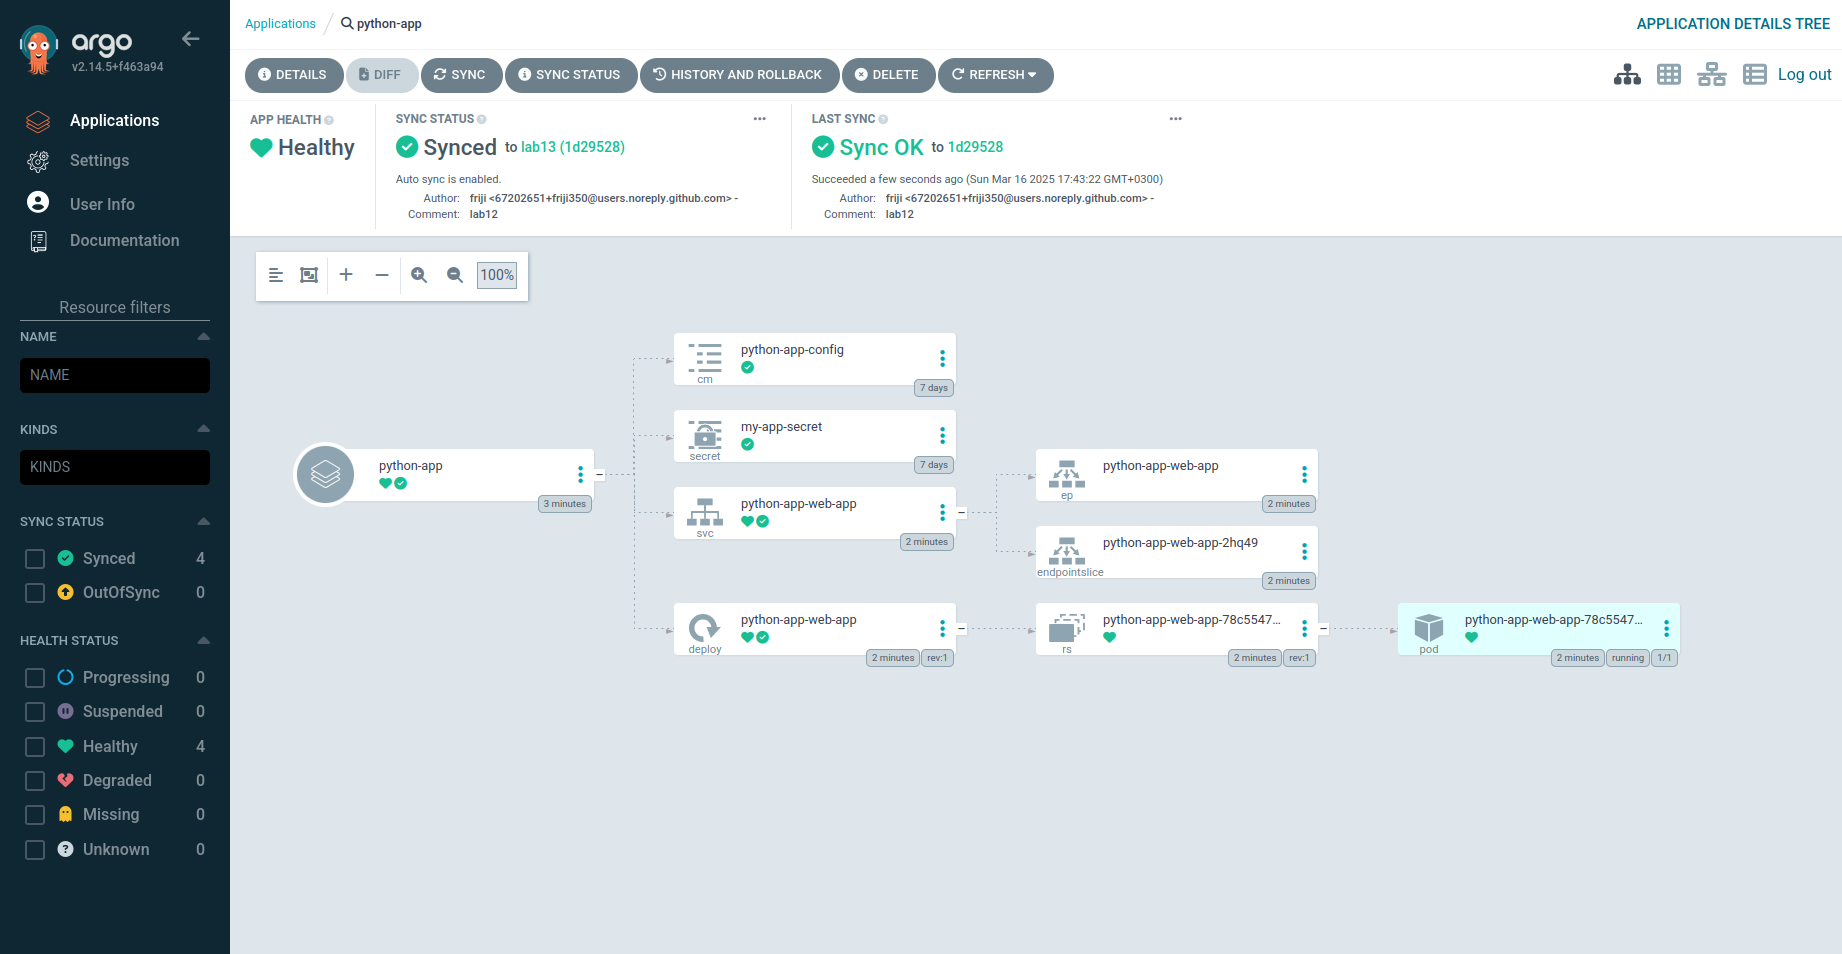 argo
v2.14.5+f463a94
Applications
Settings
User Info
Documentation
Resource filters
NAME
NAME
KINDS
KINDS
SYNC STATUS
Synced 4
OutOfSync 0
HEALTH STATUS
Progressing 0
Suspended 0
Healthy 4
Degraded 0
Missing 0
Unknown 0
Applications / python-app
APPLICATION DETAILS TREE
DETAILS DIFF SYNC SYNC STATUS HISTORY AND ROLLBACK DELETE REFRESH
Log out
APP HEALTH
Healthy
SYNC STATUS
Synced to lab13 (1d29528)
Auto sync is enabled.
Author: friji <67202651+friji350@users.noreply.github.com> -
Comment: lab12
LAST SYNC
Sync OK to 1d29528
Succeeded a few seconds ago (Sun Mar 16 2025 17:43:22 GMT+0300)
Author: friji <67202651+friji350@users.noreply.github.com> -
Comment: lab12
100%
python-app
3 minutes
python-app-config
cm
7 days
my-app-secret
secret
7 days
python-app-web-app
svc
2 minutes
python-app-web-app
ep
2 minutes
python-app-web-app-2hq49
endpointslice
2 minutes
python-app-web-app
deploy
2 minutes rev:1
python-app-web-app-78c5547...
rs
2 minutes rev:1
python-app-web-app-78c5547...
pod
2 minutes running 1/1